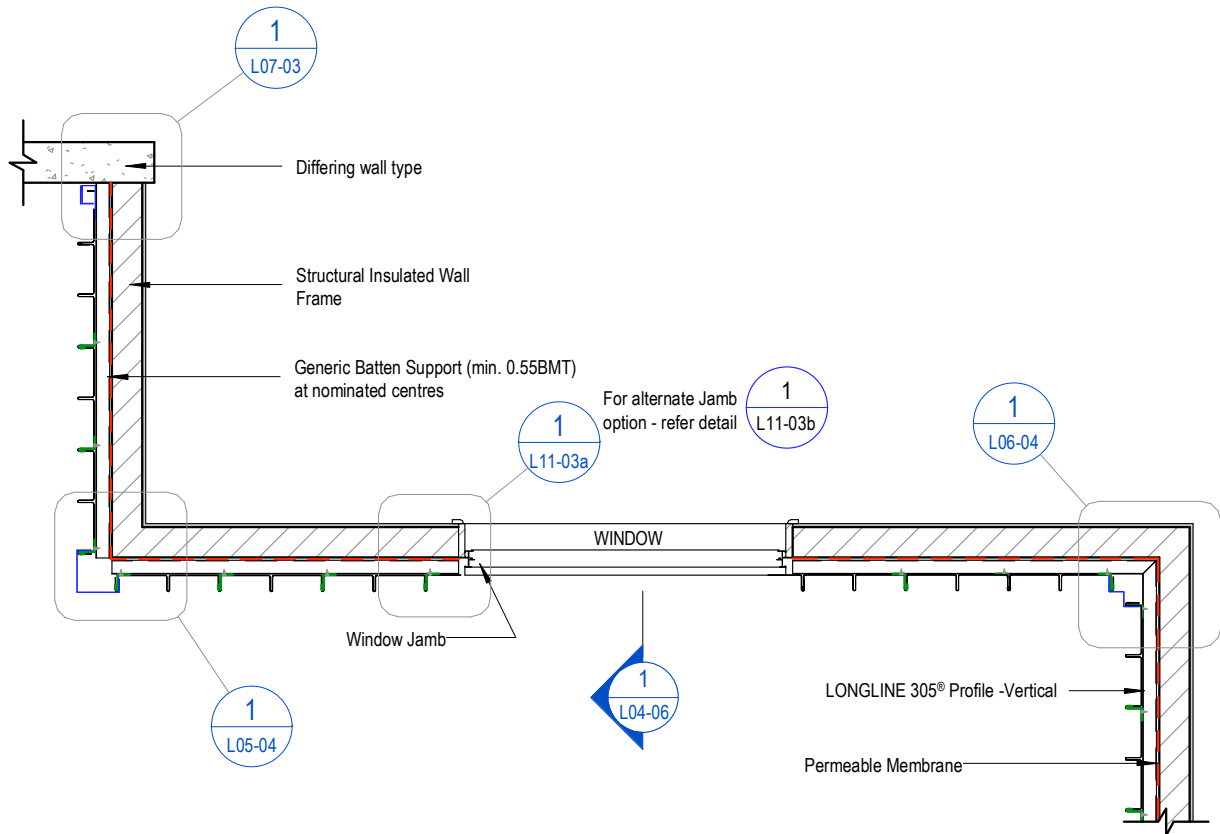 1
L07-03
Differing wall type
Structural Insulated Wall
Frame
Generic Batten Support (min. 0.55BMT)
at nominated centres
For alternate Jamb
option - refer detail
1
L11-03b
1
L11-03a
1
L06-04
WINDOW
Window Jamb
1
L04-06
1
L05-04
LONGLINE 305® Profile -Vertical
Permeable Membrane